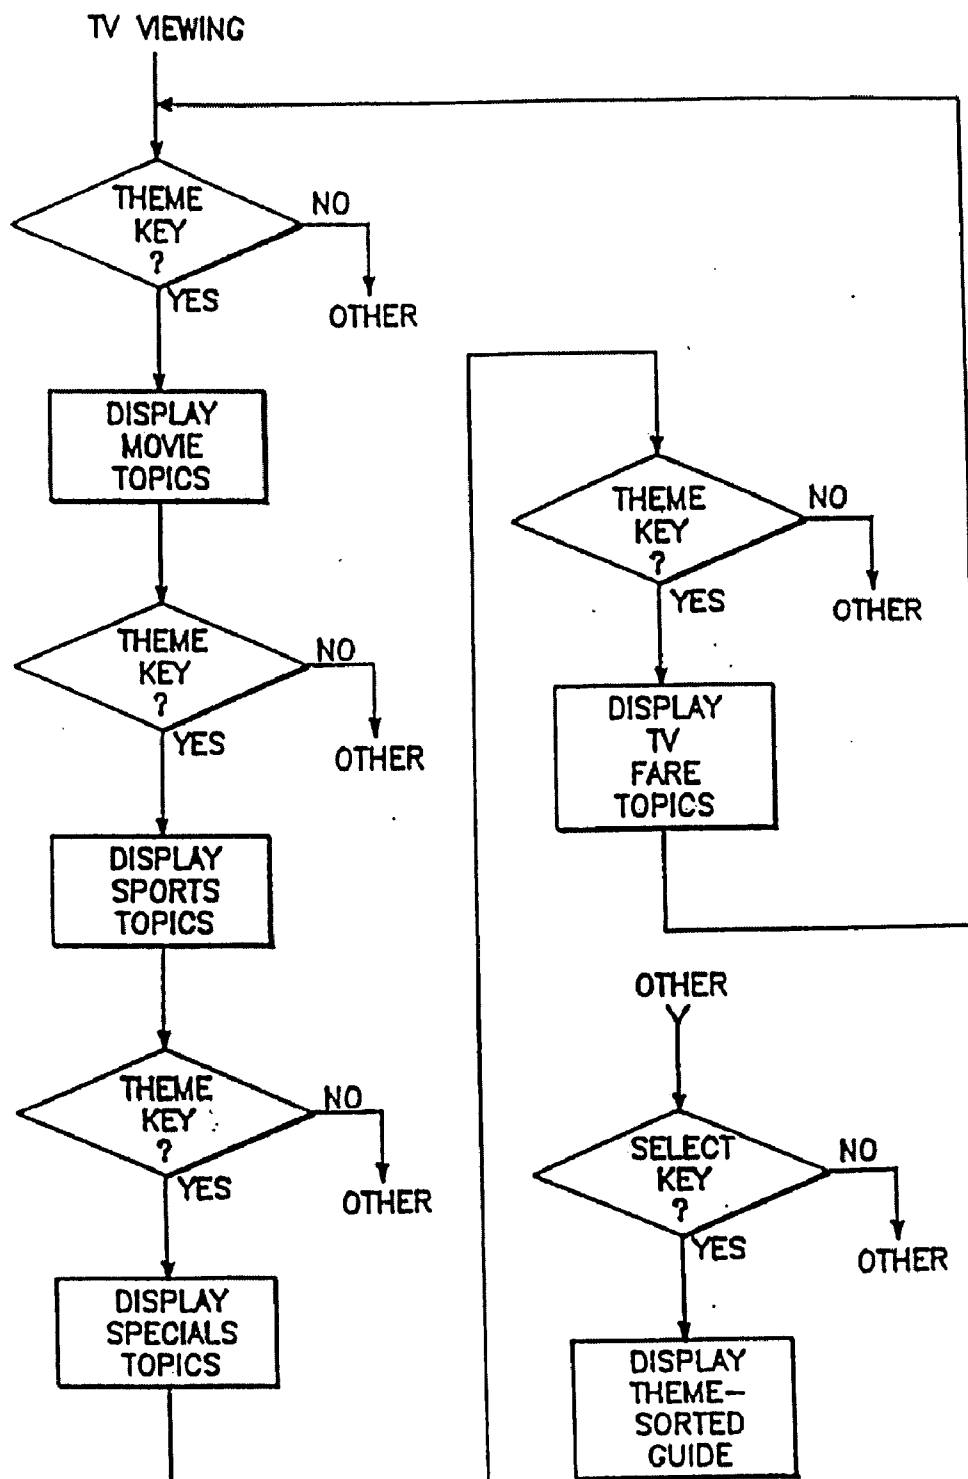 TV VIEWING
THEME
KEY
?
NO
YES
OTHER
DISPLAY
MOVIE
TOPICS
THEME
KEY
?
NO
YES
OTHER
DISPLAY
SPORTS
TOPICS
THEME
KEY
?
NO
YES
OTHER
DISPLAY
SPECIALS
TOPICS
THEME
KEY
?
NO
YES
OTHER
DISPLAY
TV
FARE
TOPICS
OTHER
SELECT
KEY
?
NO
YES
OTHER
DISPLAY
THEME-
SORTED
GUIDE